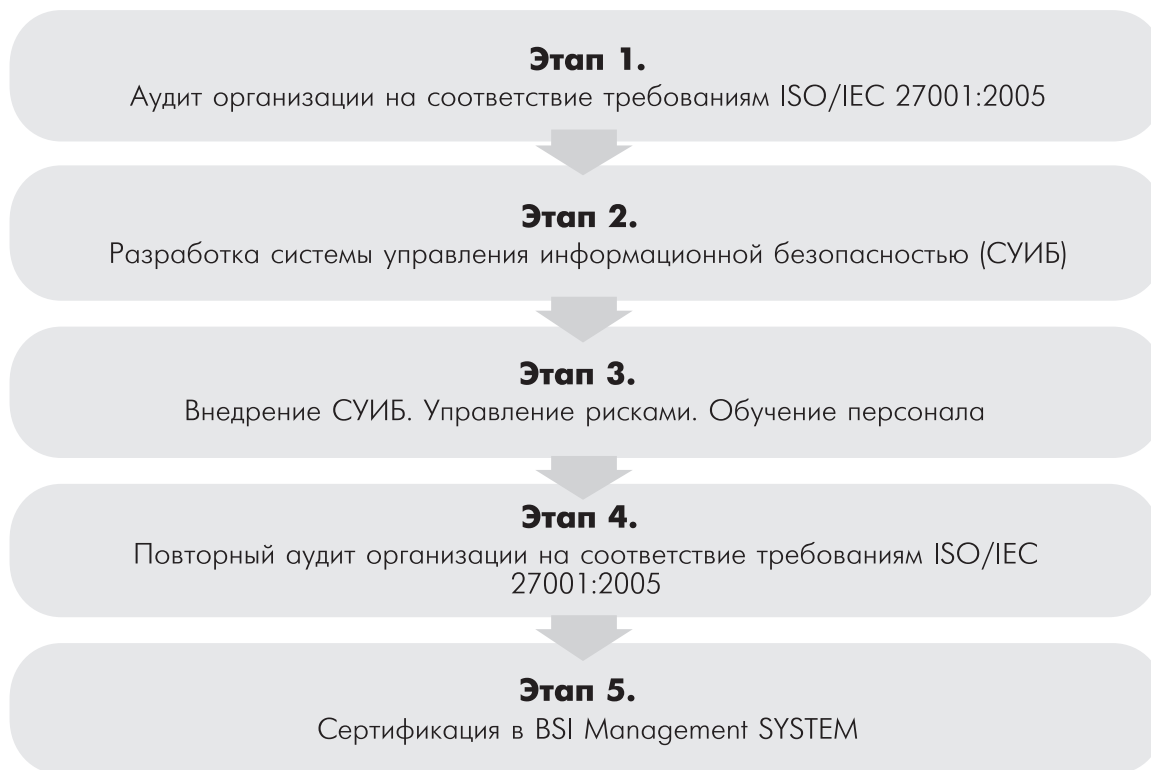 Этап 1.
Аудит организации на соответствие требованиям ISO/IEC 27001:2005
Этап 2.
Разработка системы управления информационной безопасностью (СУИБ)
Этап 3.
Внедрение СУИБ. Управление рисками. Обучение персонала
Этап 4.
Повторный аудит организации на соответствие требованиям ISO/IEC
27001:2005
Этап 5.
Сертификация в BSI Management SYSTEM